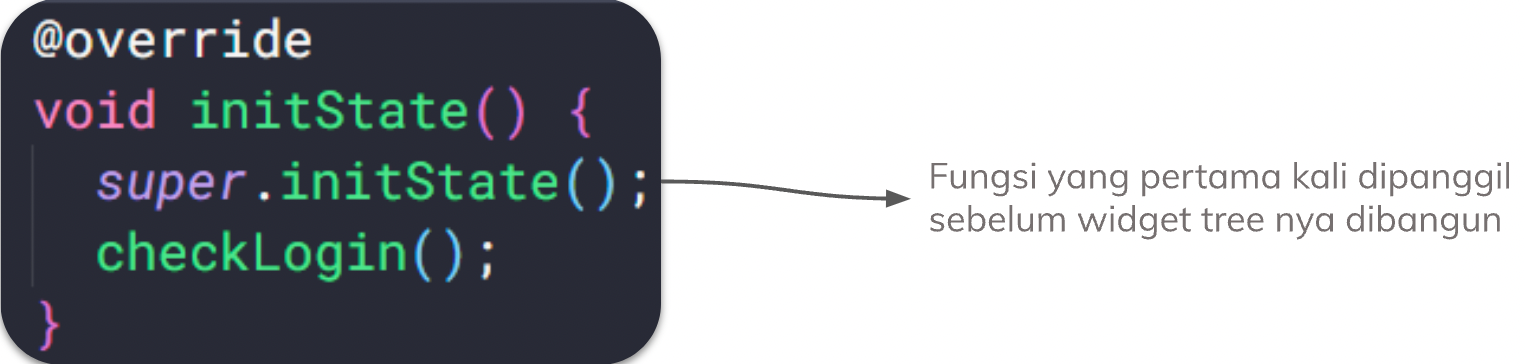 @override
void initState() {
super.initState();
checkLogin();
}
Fungsi yang pertama kali dipanggil
sebelum widget tree nya dibangun